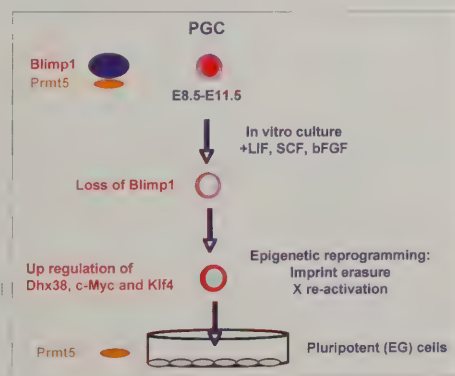 PGC
Blimp1
Prmt5
E8.5-E11.5
In vitro culture
+LIF, SCF, bFGF
Loss of Blimp1
Up regulation of
Dhx38, c-Myc and Klf4
Epigenetic reprogramming:
Imprint erasure
X re-activation
Prmt5
Pluripotent (EG) cells